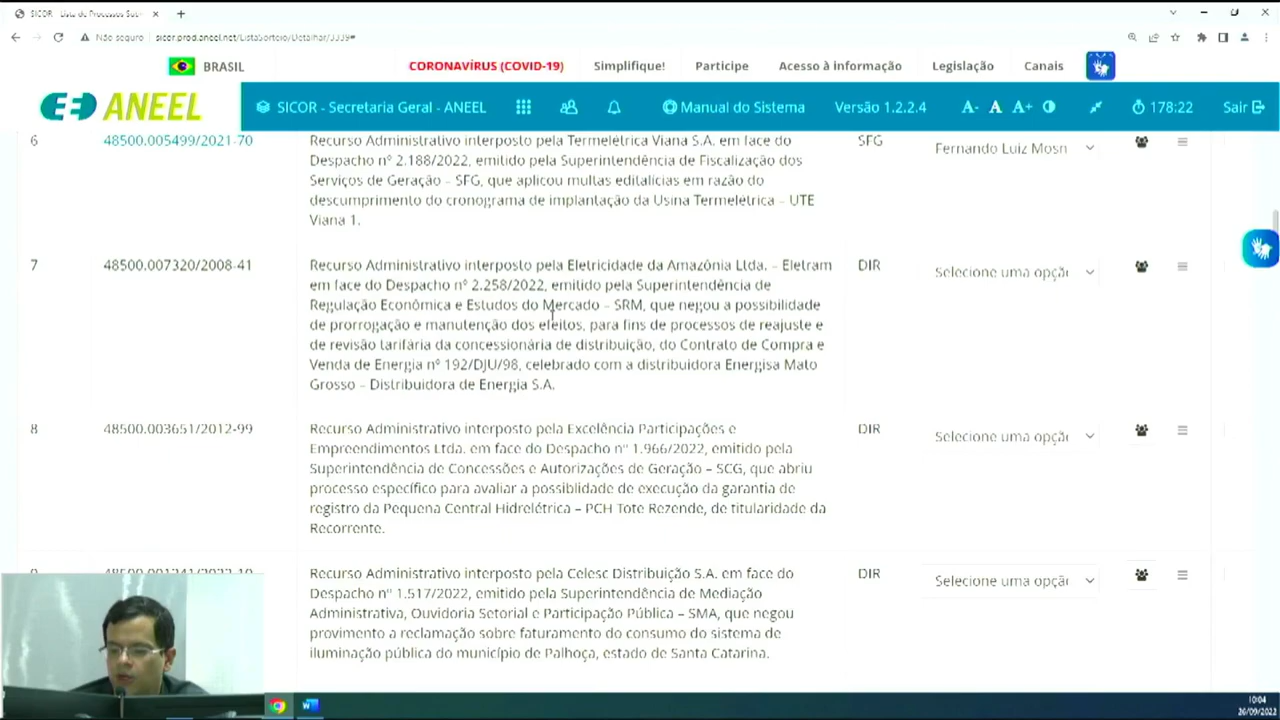 SICOR - Lista de Processos Sort
Não seguro sicor.prod.aneel.net/ListaSorteio/Detalhar/3339#
BRASIL CORONAVÍRUS (COVID-19) Simplifique! Participe Acesso à informação Legislação Canais
ANEEL SICOR - Secretaria Geral - ANEEL Manual do Sistema Versão 1.2.2.4 A- A A+ 178:22 Sair
6 48500.005499/2021-70 Recurso Administrativo interposto pela Termelétrica Viana S.A. em face do SFG Fernando Luiz Mosn
Despacho nº 2.188/2022, emitido pela Superintendência de Fiscalização dos
Serviços de Geração – SFG, que aplicou multas editalícias em razão do
descumprimento do cronograma de implantação da Usina Termelétrica – UTE
Viana 1.
7 48500.007320/2008-41 Recurso Administrativo interposto pela Eletricidade da Amazônia Ltda. – Eletram DIR Selecione uma opçã
em face do Despacho nº 2.258/2022, emitido pela Superintendência de
Regulação Econômica e Estudos do Mercado – SRM, que negou a possibilidade
de prorrogação e manutenção dos efeitos, para fins de processos de reajuste e
de revisão tarifária da concessionária de distribuição, do Contrato de Compra e
Venda de Energia nº 192/DJU/98, celebrado com a distribuidora Energisa Mato
Grosso – Distribuidora de Energia S.A.
8 48500.003651/2012-99 Recurso Administrativo interposto pela Excelência Participações e DIR Selecione uma opçã
Empreendimentos Ltda. em face do Despacho nº 1.966/2022, emitido pela
Superintendência de Concessões e Autorizações de Geração – SCG, que abriu
processo específico para avaliar a possiblidade de execução da garantia de
registro da Pequena Central Hidrelétrica – PCH Tote Rezende, de titularidade da
Recorrente.
Recurso Administrativo interposto pela Celesc Distribuição S.A. em face do DIR Selecione uma opçã
Despacho nº 1.517/2022, emitido pela Superintendência de Mediação
Administrativa, Ouvidoria Setorial e Participação Pública – SMA, que negou
provimento a reclamação sobre faturamento do consumo do sistema de
iluminação pública do município de Palhoça, estado de Santa Catarina.
10:04
26/09/2022